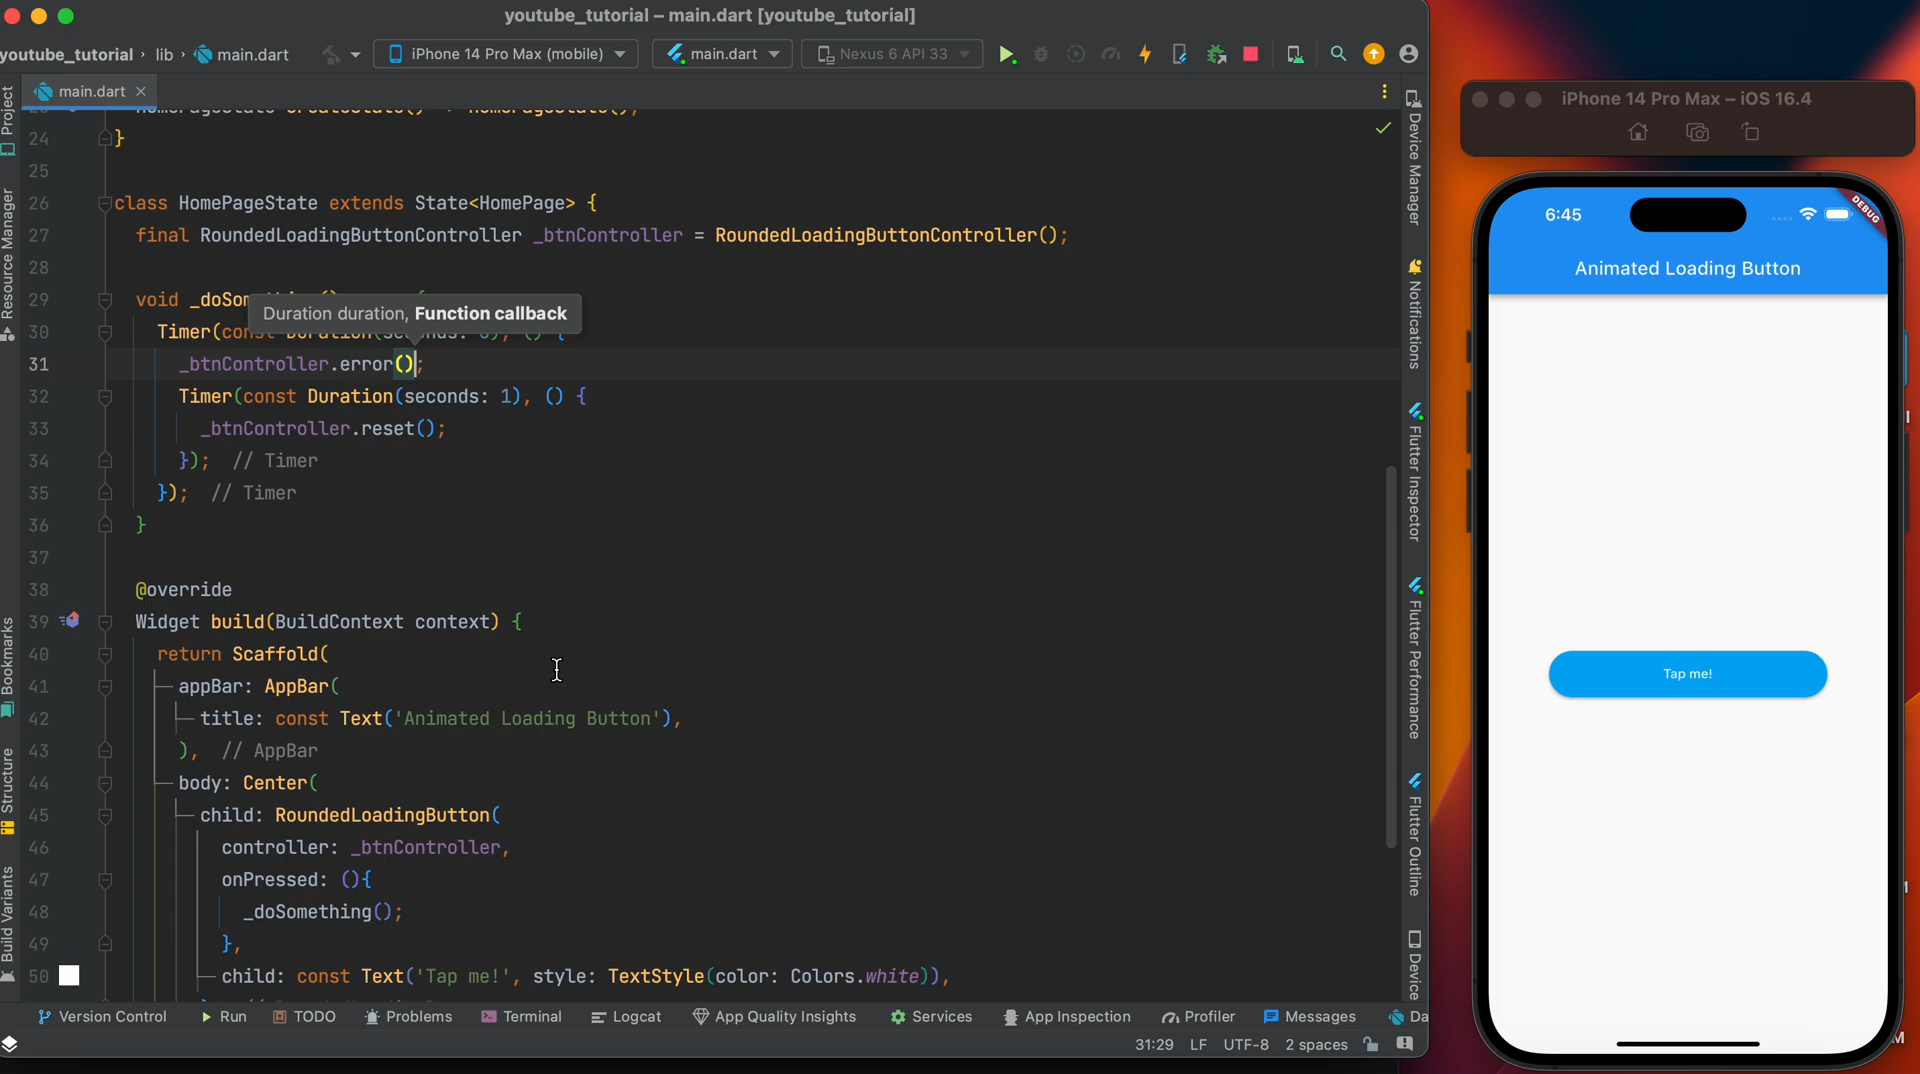 youtube_tutorial – main.dart [youtube_tutorial]
youtube_tutorial › lib › main.dart
iPhone 14 Pro Max (mobile)
main.dart
Nexus 6 API 33
main.dart
Project
Resource Manager
Bookmarks
Structure
Build Variants
24 }
25
26 class HomePageState extends State<HomePage> {
27 final RoundedLoadingButtonController _btnController = RoundedLoadingButtonController();
28
29 void _doSom
Duration duration, Function callback
30 Timer(const Duration(seconds:
31 _btnController.error();
32 Timer(const Duration(seconds: 1), () {
33 _btnController.reset();
34 }); // Timer
35 }); // Timer
36 }
37
38 @override
39 Widget build(BuildContext context) {
40 return Scaffold(
41 appBar: AppBar(
42 title: const Text('Animated Loading Button'),
43 ), // AppBar
44 body: Center(
45 child: RoundedLoadingButton(
46 controller: _btnController,
47 onPressed: (){
48 _doSomething();
49 },
50 child: const Text('Tap me!', style: TextStyle(color: Colors.white)),
Device Manager
Notifications
Flutter Inspector
Flutter Performance
Flutter Outline
Device
Version Control
Run
TODO
Problems
Terminal
Logcat
App Quality Insights
Services
App Inspection
Profiler
Messages
Da
31:29 LF UTF-8 2 spaces
iPhone 14 Pro Max – iOS 16.4
6:45
DEBUG
Animated Loading Button
Tap me!